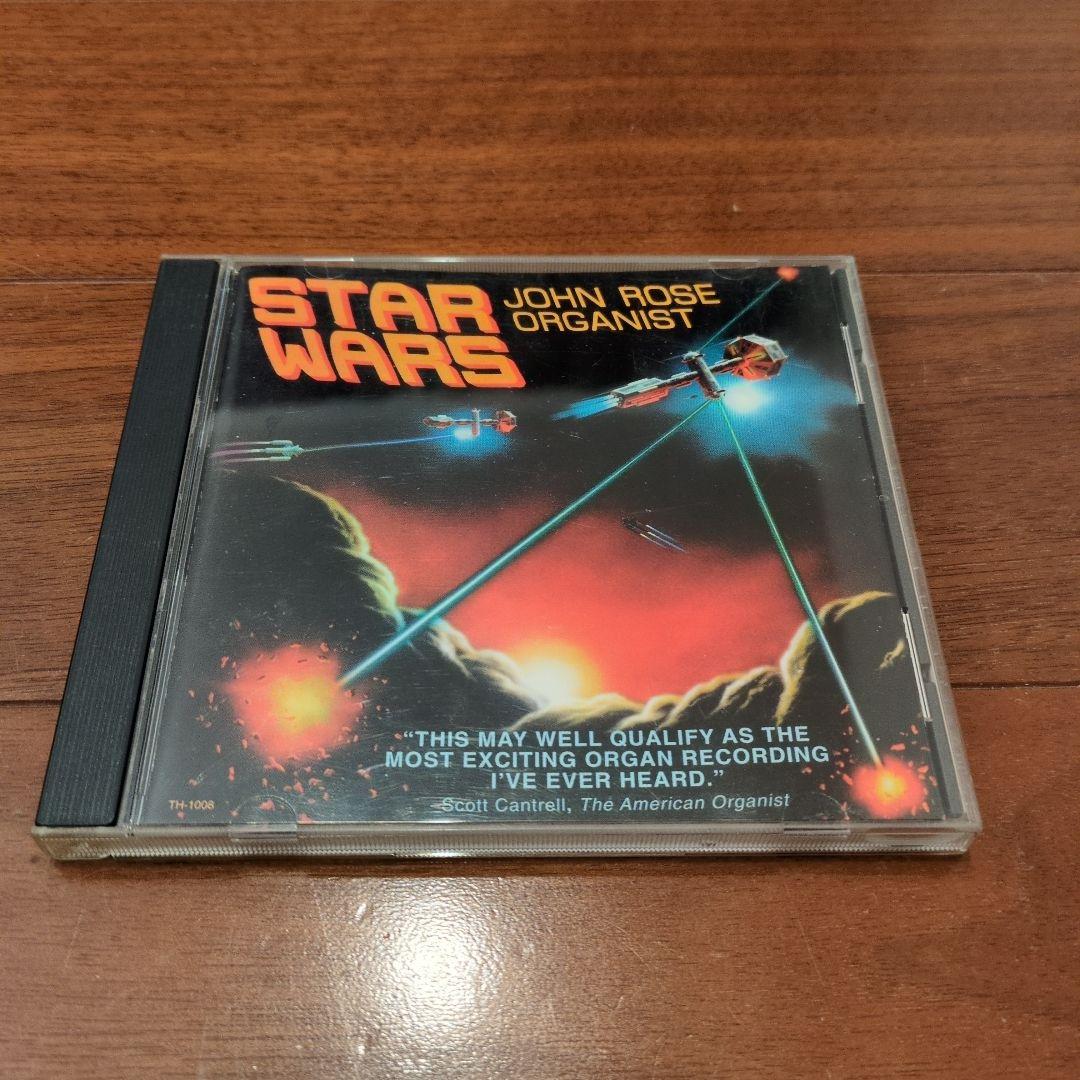 STAR
WARS
JOHN ROSE
ORGANIST
“THIS MAY WELL QUALIFY AS THE
MOST EXCITING ORGAN RECORDING
I’VE EVER HEARD.”
Scott Cantrell, The American Organist
TH-1008